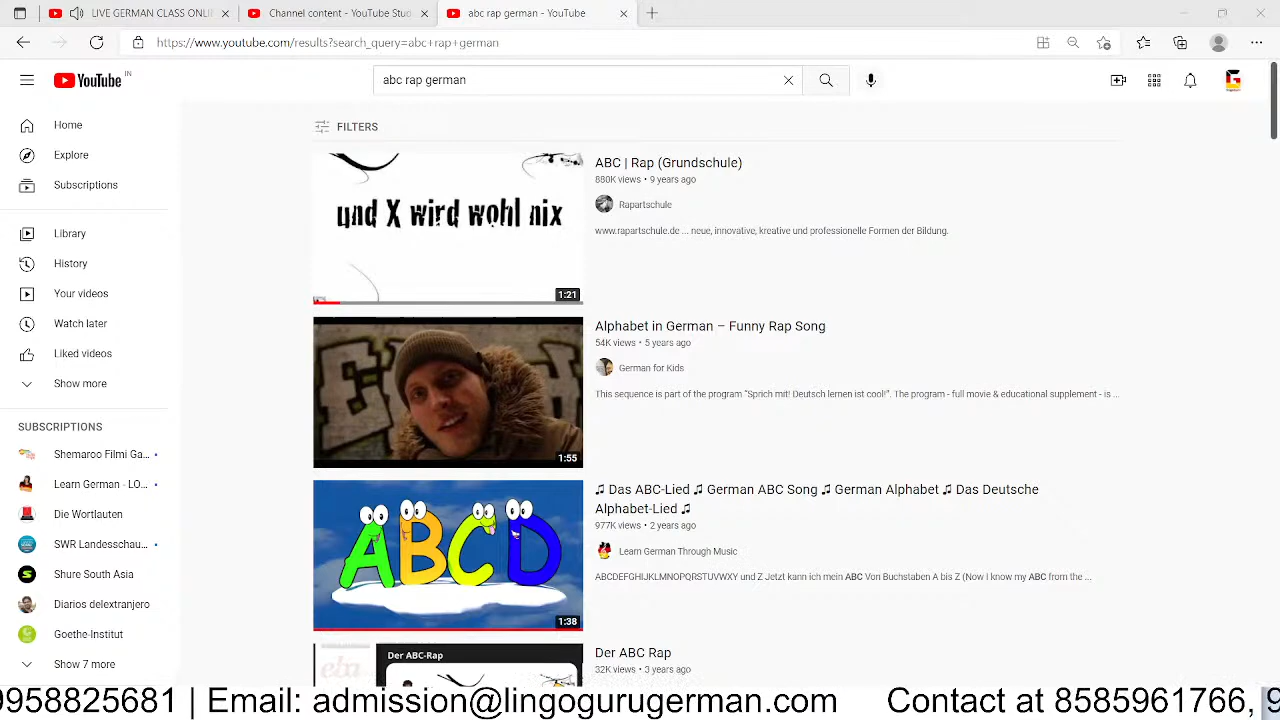 LIVE GERMAN CLASS ONLI
Channel content - YouTube Stud
abc rap german - YouTube
https://www.youtube.com/results?search_query=abc+rap+german
YouTube IN
abc rap german
Home
Explore
Subscriptions
Library
History
Your videos
Watch later
Liked videos
Show more
SUBSCRIPTIONS
Shemaroo Filmi Ga...
Learn German - LO...
Die Wortlauten
SWR Landesschau...
Shure South Asia
Diarios delextranjero
Goethe-Institut
Show 7 more
FILTERS
und X wird wohl nix
1:21
ABC | Rap (Grundschule)
880K views • 9 years ago
Rapartschule
www.rapartschule.de ... neue, innovative, kreative und professionelle Formen der Bildung.
1:55
Alphabet in German – Funny Rap Song
54K views • 5 years ago
German for Kids
This sequence is part of the program “Sprich mit! Deutsch lernen ist cool!”. The program - full movie & educational supplement - is ...
ABCD
1:38
♫ Das ABC-Lied ♫ German ABC Song ♫ German Alphabet ♫ Das Deutsche
Alphabet-Lied ♫
977K views • 2 years ago
Learn German Through Music
ABCDEFGHIJKLMNOPQRSTUVWXY und Z Jetzt kann ich mein ABC Von Buchstaben A bis Z (Now I know my ABC from the ...
Der ABC-Rap
Der ABC Rap
32K views • 3 years ago
9958825681 | Email: admission@lingogurugerman.com Contact at 8585961766, 9